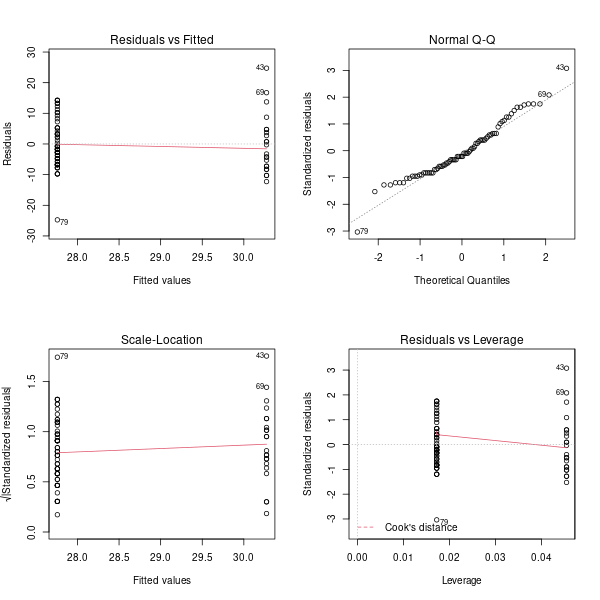 Residuals vs Fitted
Residuals
30
20
10
0
-10
-20
-30
43
69
79
28.0 28.5 29.0 29.5 30.0
Fitted values
Normal Q-Q
Standardized residuals
3
2
1
0
-1
-2
-3
43
69
79
-2 -1 0 1 2
Theoretical Quantiles
Scale-Location
√|Standardized residuals|
1.5
1.0
0.5
0.0
79
43
69
28.0 28.5 29.0 29.5 30.0
Fitted values
Residuals vs Leverage
Standardized residuals
3
2
1
0
-1
-2
-3
43
69
79
Cook's distance
0.00 0.01 0.02 0.03 0.04
Leverage